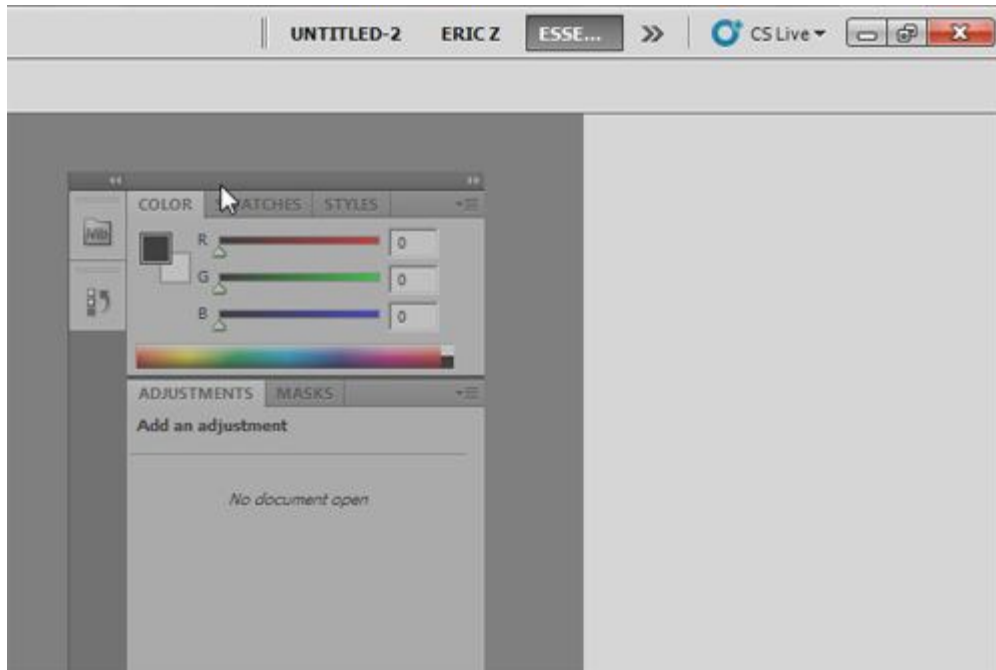 UNTITLED-2 ERIC Z ESSE... CS Live
COLOR SWATCHES STYLES
R 0
G 0
B 0
ADJUSTMENTS MASKS
Add an adjustment
No document open